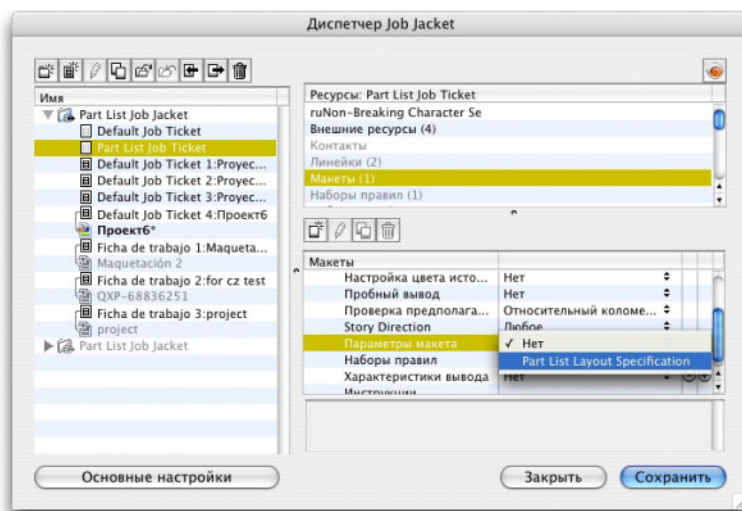 Диспетчер Job Jacket
Имя
Part List Job Jacket
Default Job Ticket
Part List Job Ticket
Default Job Ticket 1:Proyec...
Default Job Ticket 2:Proyec...
Default Job Ticket 3:Proyec...
Default Job Ticket 4:Проект6
Проект6*
Ficha de trabajo 1:Maqueta...
Maquetación 2
Ficha de trabajo 2:for cz test
QXP-68836251
Ficha de trabajo 3:project
project
Part List Job Jacket
Ресурсы: Part List Job Ticket
ruNon-Breaking Character Se
Внешние ресурсы (4)
Контакты
Линейки (2)
Макеты (1)
Наборы правил (1)
Макеты
Настройка цвета исто... Нет
Пробный вывод Нет
Проверка предполага... Относительный коломе...
Story Direction Любое
Параметры макета ✓ Нет
Наборы правил Part List Layout Specification
Характеристики вывода Нет
Инструкции
Основные настройки
Закрыть
Сохранить